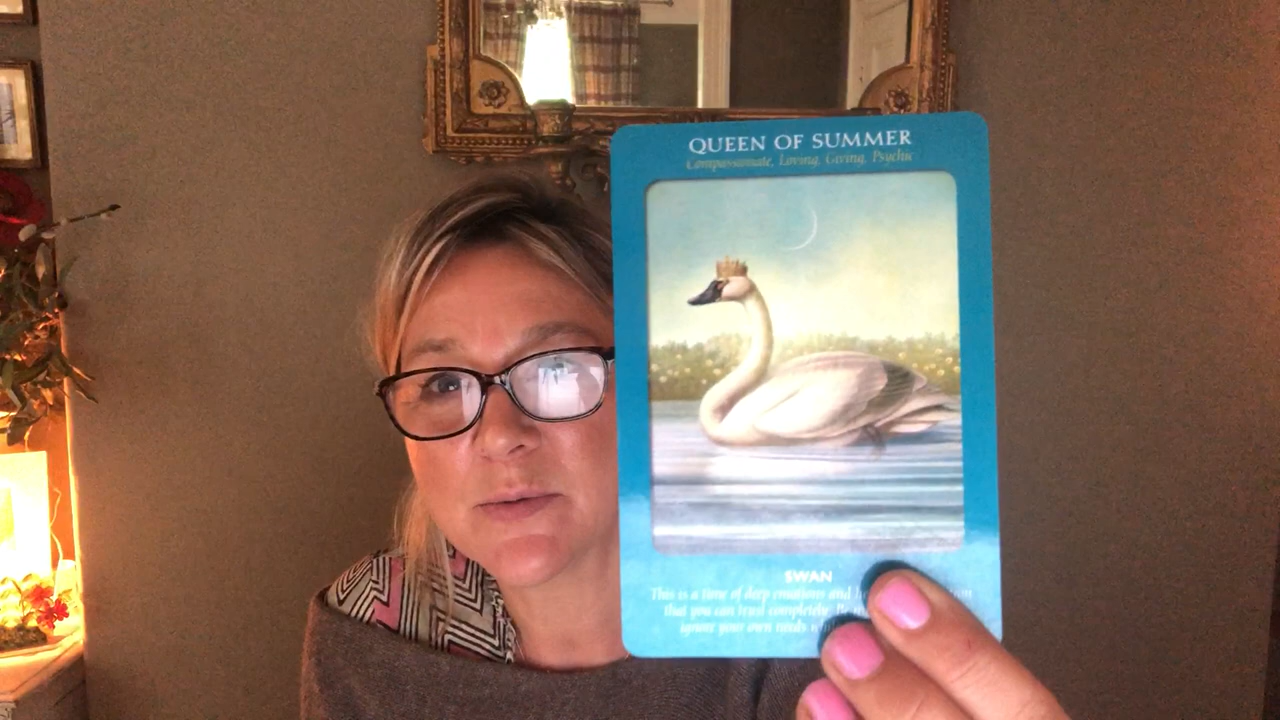 QUEEN OF SUMMER
Compassionate, Loving, Giving, Psychic
SWAN
This is a time of deep emotions and
that you can trust completely. Be
ignore your own needs